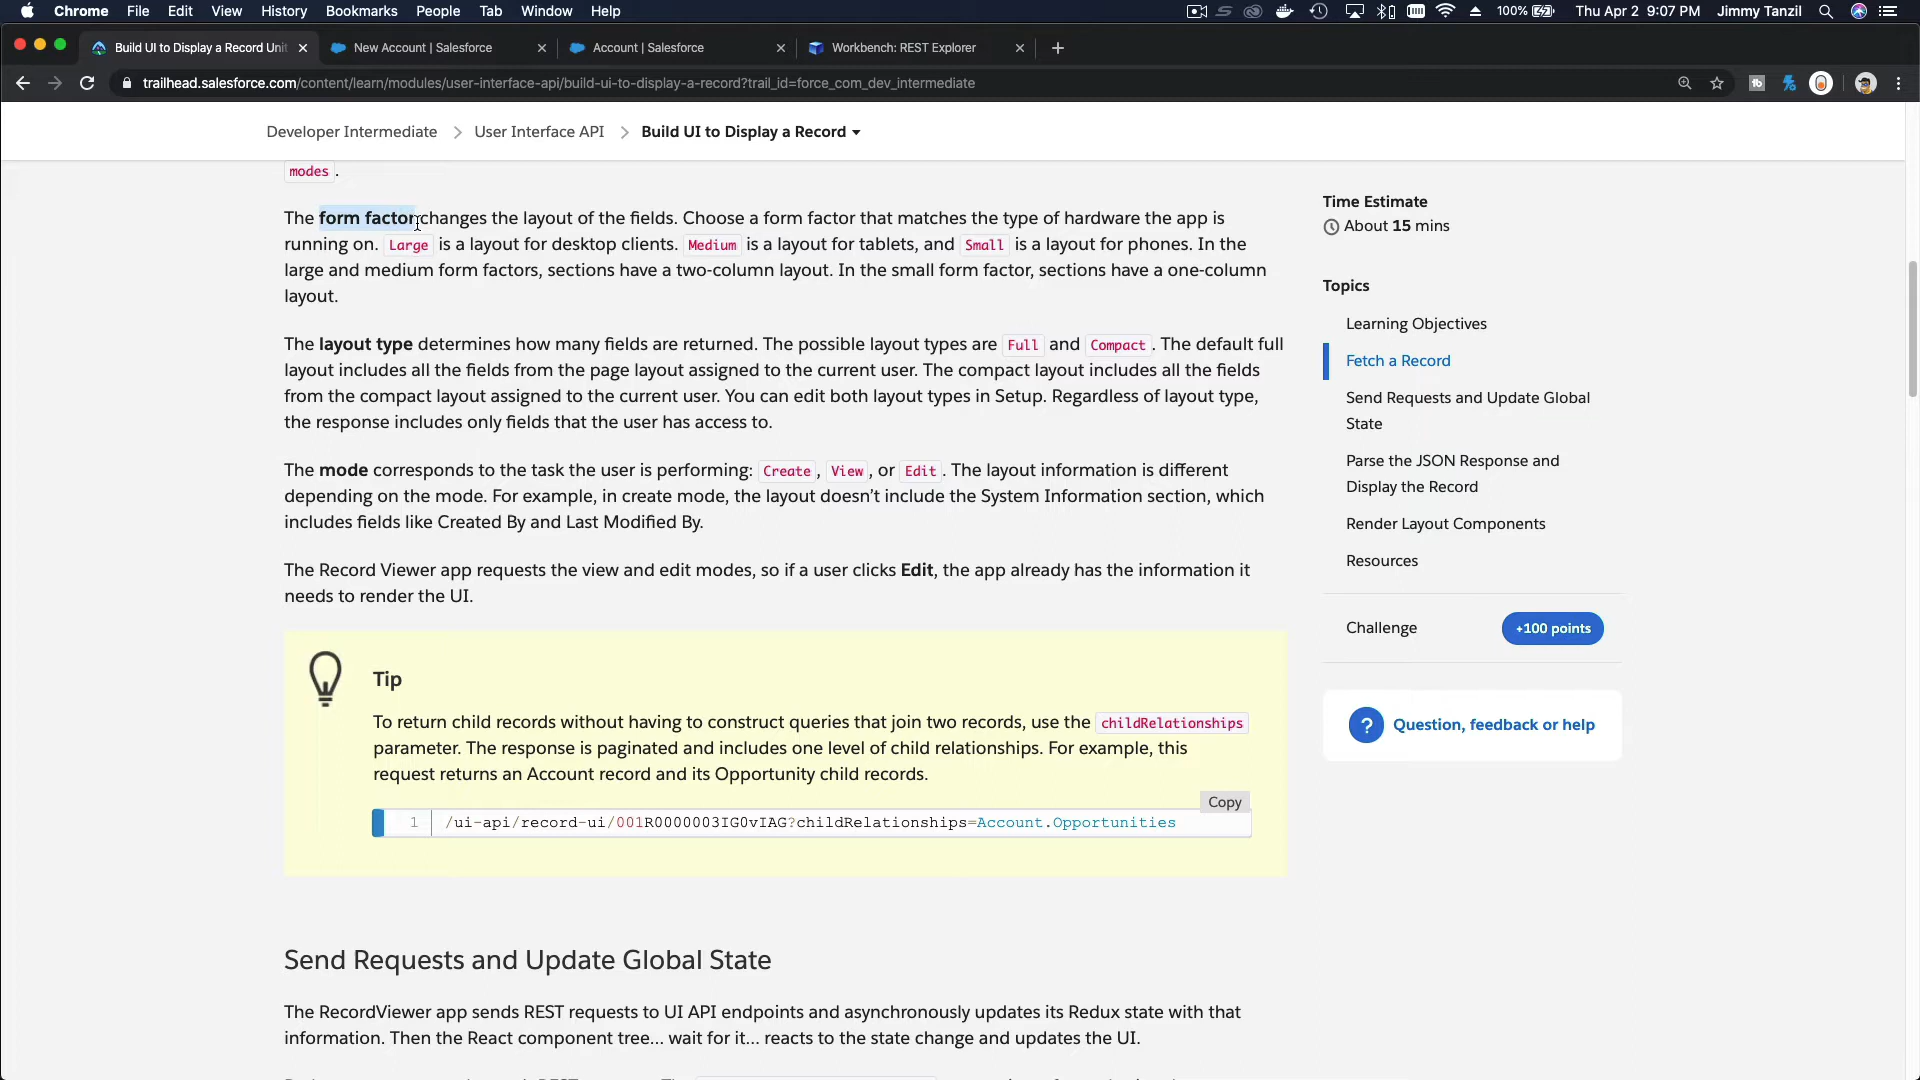 Chrome File Edit View History Bookmarks People Tab Window Help 100% Thu Apr 2 9:07 PM Jimmy Tanzil
Build UI to Display a Record Unit New Account | Salesforce Account | Salesforce Workbench: REST Explorer
trailhead.salesforce.com/content/learn/modules/user-interface-api/build-ui-to-display-a-record?trail_id=force_com_dev_intermediate
Developer Intermediate > User Interface API > Build UI to Display a Record
modes .
The form factor changes the layout of the fields. Choose a form factor that matches the type of hardware the app is
running on. Large is a layout for desktop clients. Medium is a layout for tablets, and Small is a layout for phones. In the
large and medium form factors, sections have a two-column layout. In the small form factor, sections have a one-column
layout.
The layout type determines how many fields are returned. The possible layout types are Full and Compact . The default full
layout includes all the fields from the page layout assigned to the current user. The compact layout includes all the fields
from the compact layout assigned to the current user. You can edit both layout types in Setup. Regardless of layout type,
the response includes only fields that the user has access to.
The mode corresponds to the task the user is performing: Create , View , or Edit . The layout information is different
depending on the mode. For example, in create mode, the layout doesn't include the System Information section, which
includes fields like Created By and Last Modified By.
The Record Viewer app requests the view and edit modes, so if a user clicks Edit, the app already has the information it
needs to render the UI.
Tip
To return child records without having to construct queries that join two records, use the childRelationships
parameter. The response is paginated and includes one level of child relationships. For example, this
request returns an Account record and its Opportunity child records.
Copy
1 /ui-api/record-ui/001R0000003IG0vIAG?childRelationships=Account.Opportunities
Send Requests and Update Global State
The RecordViewer app sends REST requests to UI API endpoints and asynchronously updates its Redux state with that
information. Then the React component tree... wait for it... reacts to the state change and updates the UI.
Time Estimate
About 15 mins
Topics
Learning Objectives
Fetch a Record
Send Requests and Update Global
State
Parse the JSON Response and
Display the Record
Render Layout Components
Resources
Challenge +100 points
? Question, feedback or help